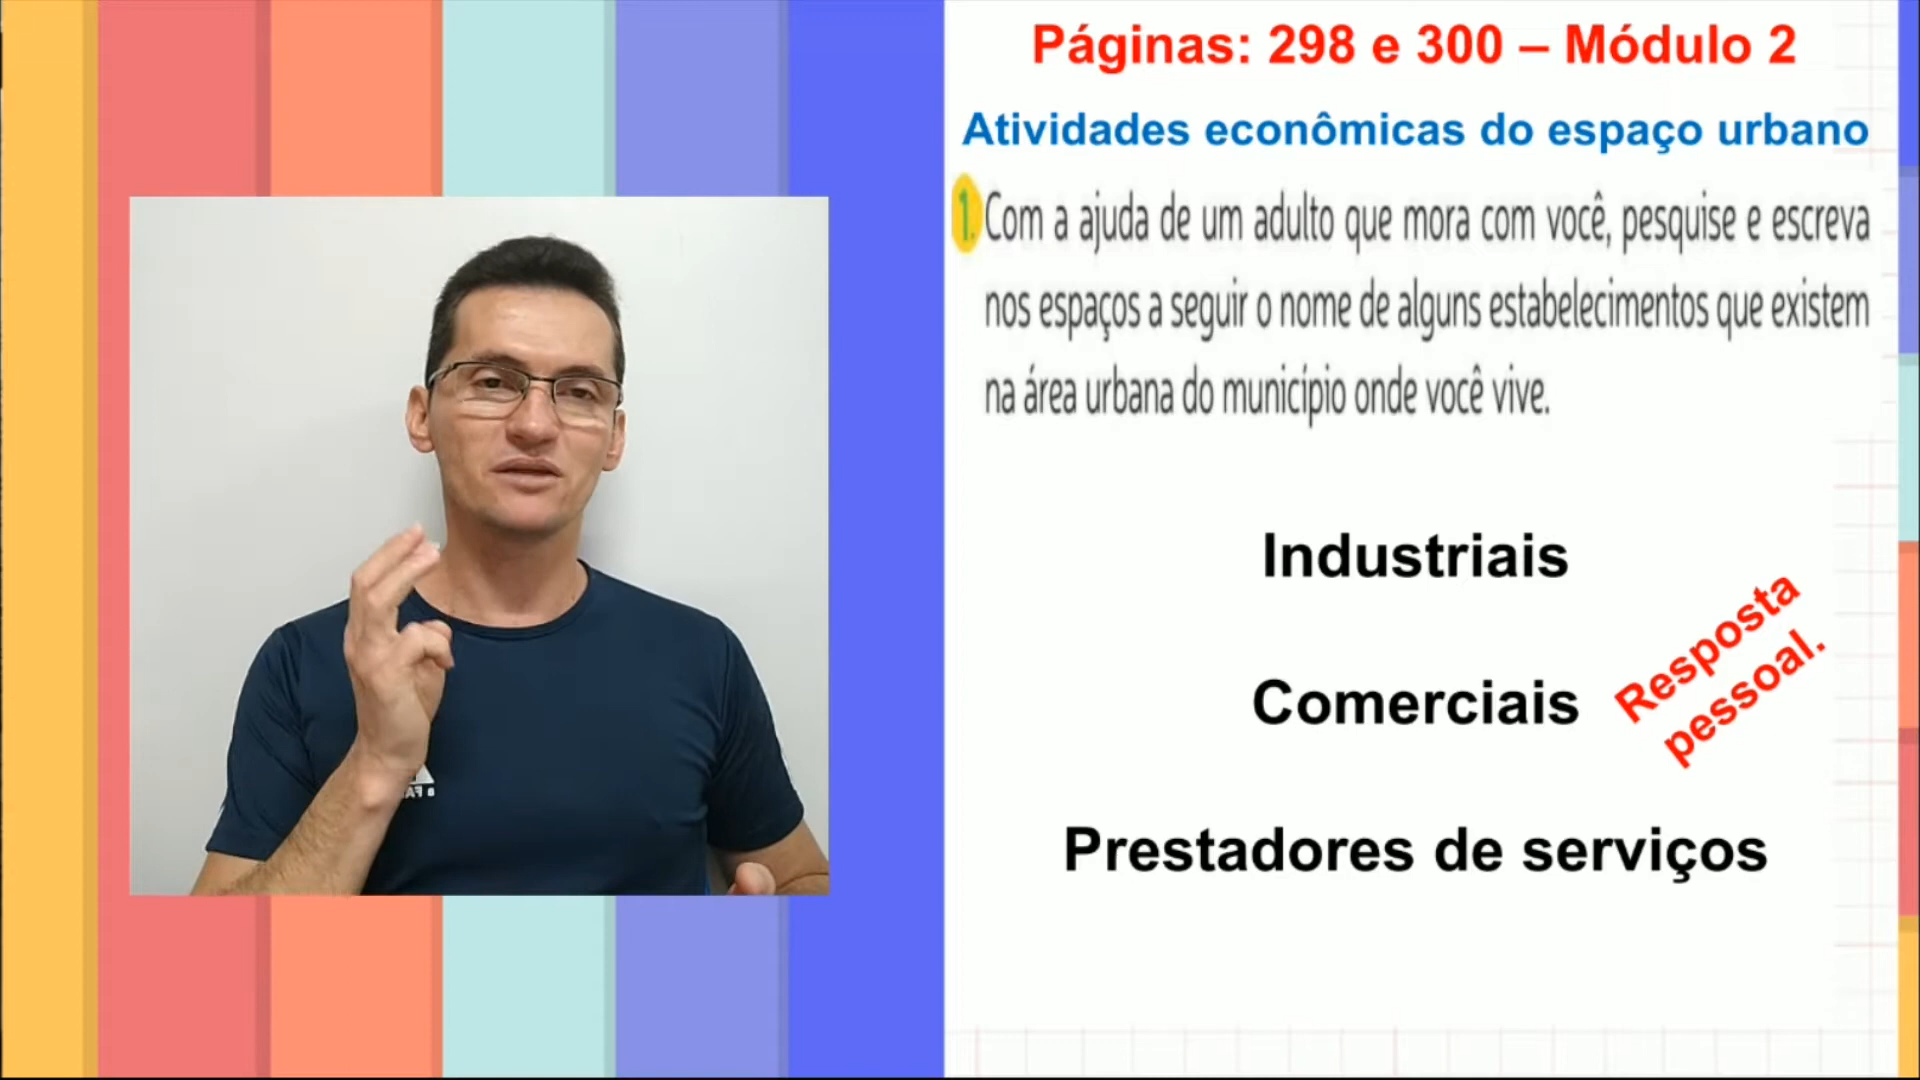 Páginas: 298 e 300 – Módulo 2
Atividades econômicas do espaço urbano
1. Com a ajuda de um adulto que mora com você, pesquise e escreva
nos espaços a seguir o nome de alguns estabelecimentos que existem
na área urbana do município onde você vive.
Industriais
Comerciais
Resposta
pessoal.
Prestadores de serviços